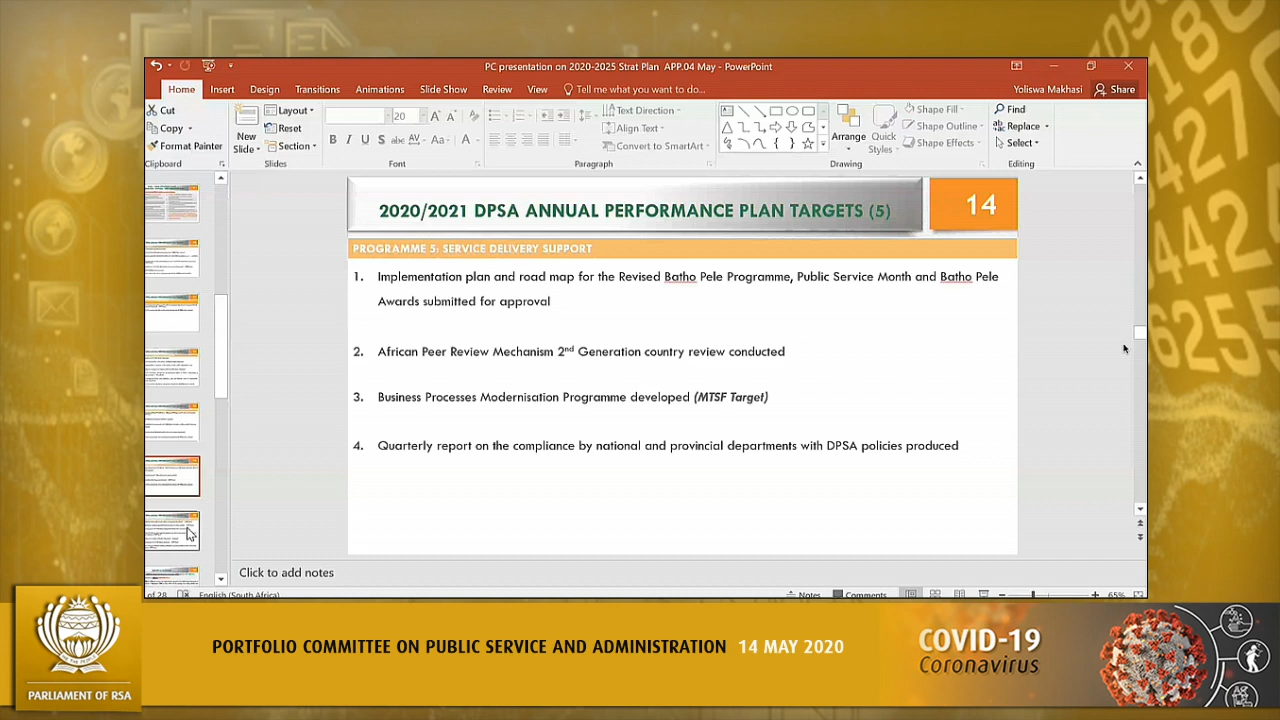 PC presentation on 2020-2025 Strat Plan APP.04 May - PowerPoint
Home Insert Design Transitions Animations Slide Show Review View Tell me what you want to do... Yoliswa Makhasi Share
Cut
Copy
Format Painter
Clipboard
New Slide
Layout
Reset
Section
Slides
20
Font
Text Direction
Align Text
Convert to SmartArt
Paragraph
Arrange
Quick Styles
Shape Fill
Shape Outline
Shape Effects
Drawing
Find
Replace
Select
Editing
DPSA ANNUAL PERFORMANCE PLAN
14
PROGRAMME 5: SERVICE DELIVERY SUPPORT
1. Implementation plan and road map for the Revised Batho Pele Programme, Public Service Month and Batho Pele
Awards submitted for approval
2. African Peer Review Mechanism 2nd Generation country review conducted
3. Business Processes Modernisation Programme developed (MTSF Target)
4. Quarterly report on the compliance by national and provincial departments with DPSA policies produced
Click to add notes
of 28 English (South Africa) Notes Comments 65%
PORTFOLIO COMMITTEE ON PUBLIC SERVICE AND ADMINISTRATION 14 MAY 2020
COVID-19
Coronavirus
PARLIAMENT OF RSA